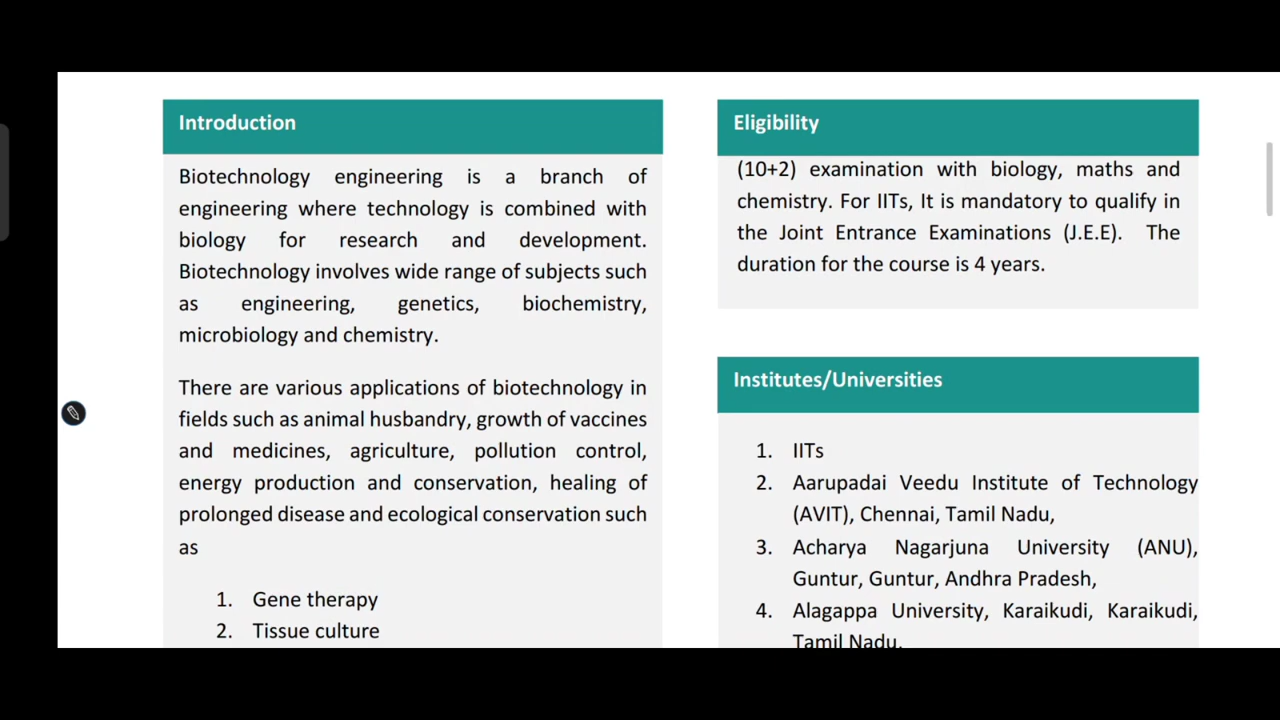 Introduction
Biotechnology engineering is a branch of
engineering where technology is combined with
biology for research and development.
Biotechnology involves wide range of subjects such
as engineering, genetics, biochemistry,
microbiology and chemistry.
There are various applications of biotechnology in
fields such as animal husbandry, growth of vaccines
and medicines, agriculture, pollution control,
energy production and conservation, healing of
prolonged disease and ecological conservation such
as
1. Gene therapy
2. Tissue culture
Eligibility
(10+2) examination with biology, maths and
chemistry. For IITs, It is mandatory to qualify in
the Joint Entrance Examinations (J.E.E). The
duration for the course is 4 years.
Institutes/Universities
1. IITs
2. Aarupadai Veedu Institute of Technology
(AVIT), Chennai, Tamil Nadu,
3. Acharya Nagarjuna University (ANU),
Guntur, Guntur, Andhra Pradesh,
4. Alagappa University, Karaikudi, Karaikudi,
Tamil Nadu,